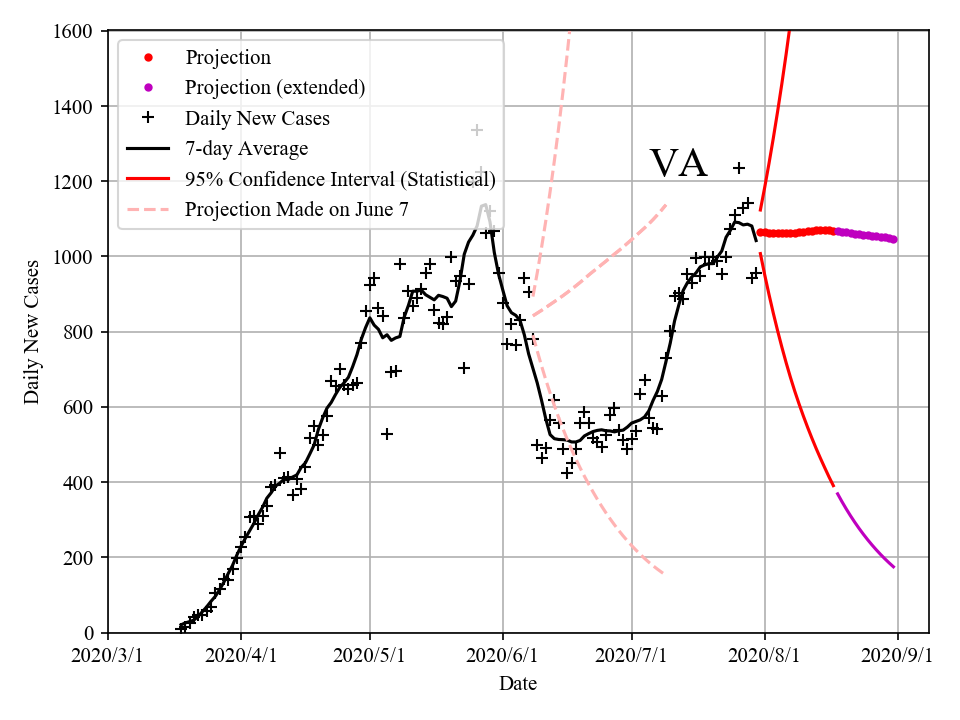 1600
1400
1200
1000
800
600
400
200
0
Daily New Cases
Projection
Projection (extended)
Daily New Cases
7-day Average
95% Confidence Interval (Statistical)
Projection Made on June 7
VA
2020/3/1 2020/4/1 2020/5/1 2020/6/1 2020/7/1 2020/8/1 2020/9/1
Date